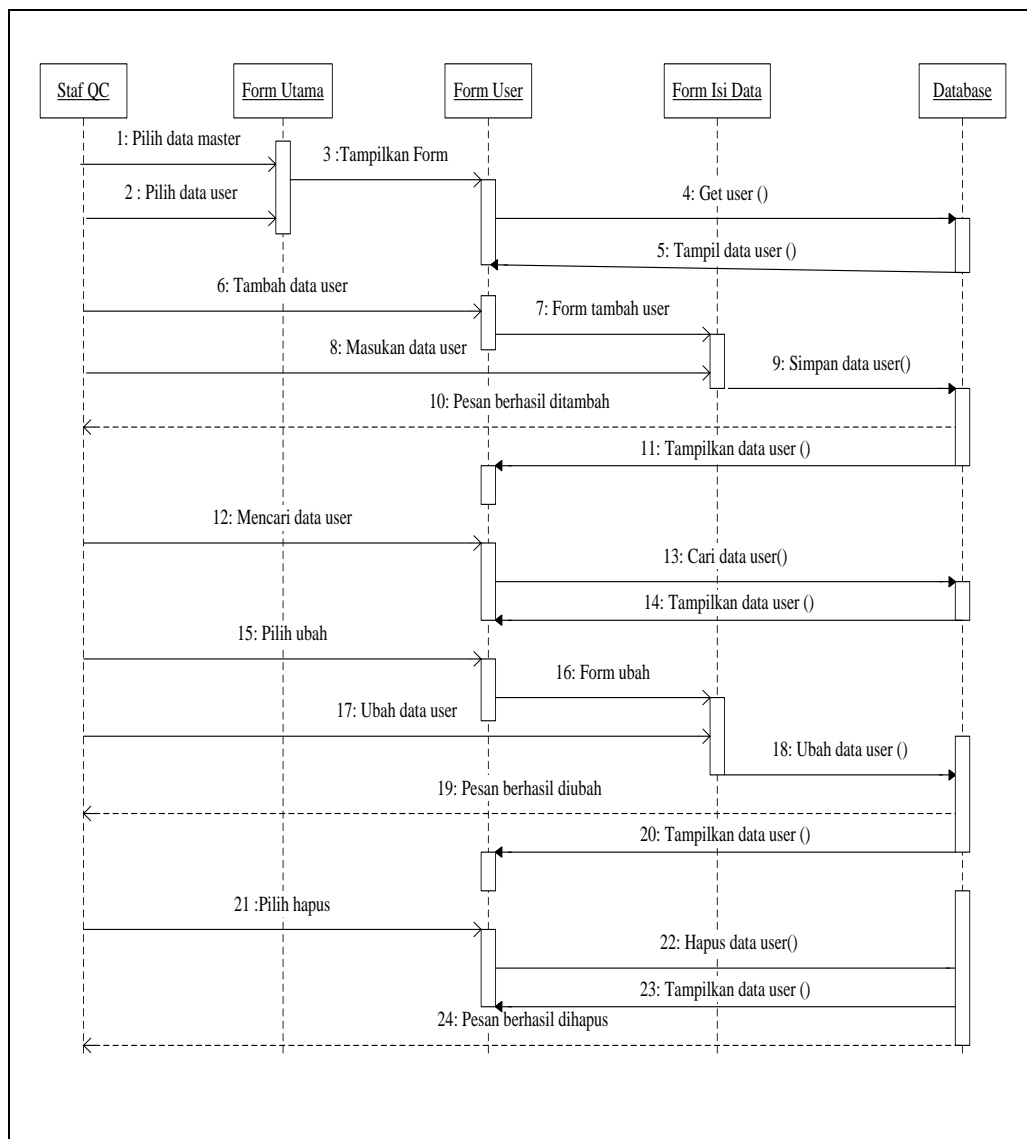 Staf QC
Form Utama
Form User
Form Isi Data
Database
1: Pilih data master
3 :Tampilkan Form
2 : Pilih data user
4: Get user ()
5: Tampil data user ()
6: Tambah data user
7: Form tambah user
8: Masukan data user
9: Simpan data user()
10: Pesan berhasil ditambah
11: Tampilkan data user ()
12: Mencari data user
13: Cari data user()
14: Tampilkan data user ()
15: Pilih ubah
16: Form ubah
17: Ubah data user
18: Ubah data user ()
19: Pesan berhasil diubah
20: Tampilkan data user ()
21 :Pilih hapus
22: Hapus data user()
23: Tampilkan data user ()
24: Pesan berhasil dihapus